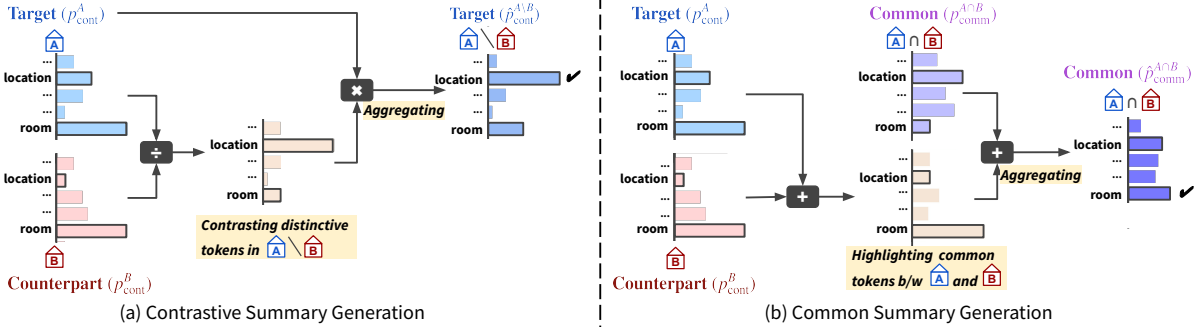 Target (p^A_cont)
A
...
location
...
...
room
...
location
...
...
room
B
Counterpart (p^B_cont)
÷
...
location
...
...
room
Contrasting distinctive
tokens in A \ B
×
Aggregating
Target (p̂^{A\B}_cont)
A \ B
...
location
...
...
room
✔
(a) Contrastive Summary Generation
Target (p^A_cont)
A
...
location
...
...
room
...
location
...
...
room
B
Counterpart (p^B_cont)
+
Common (p^{A∩B}_comm)
A ∩ B
...
location
...
...
room
...
location
...
...
room
Highlighting common
tokens b/w A and B
+
Aggregating
Common (p̂^{A∩B}_comm)
A ∩ B
...
location
...
...
room
✔
(b) Common Summary Generation